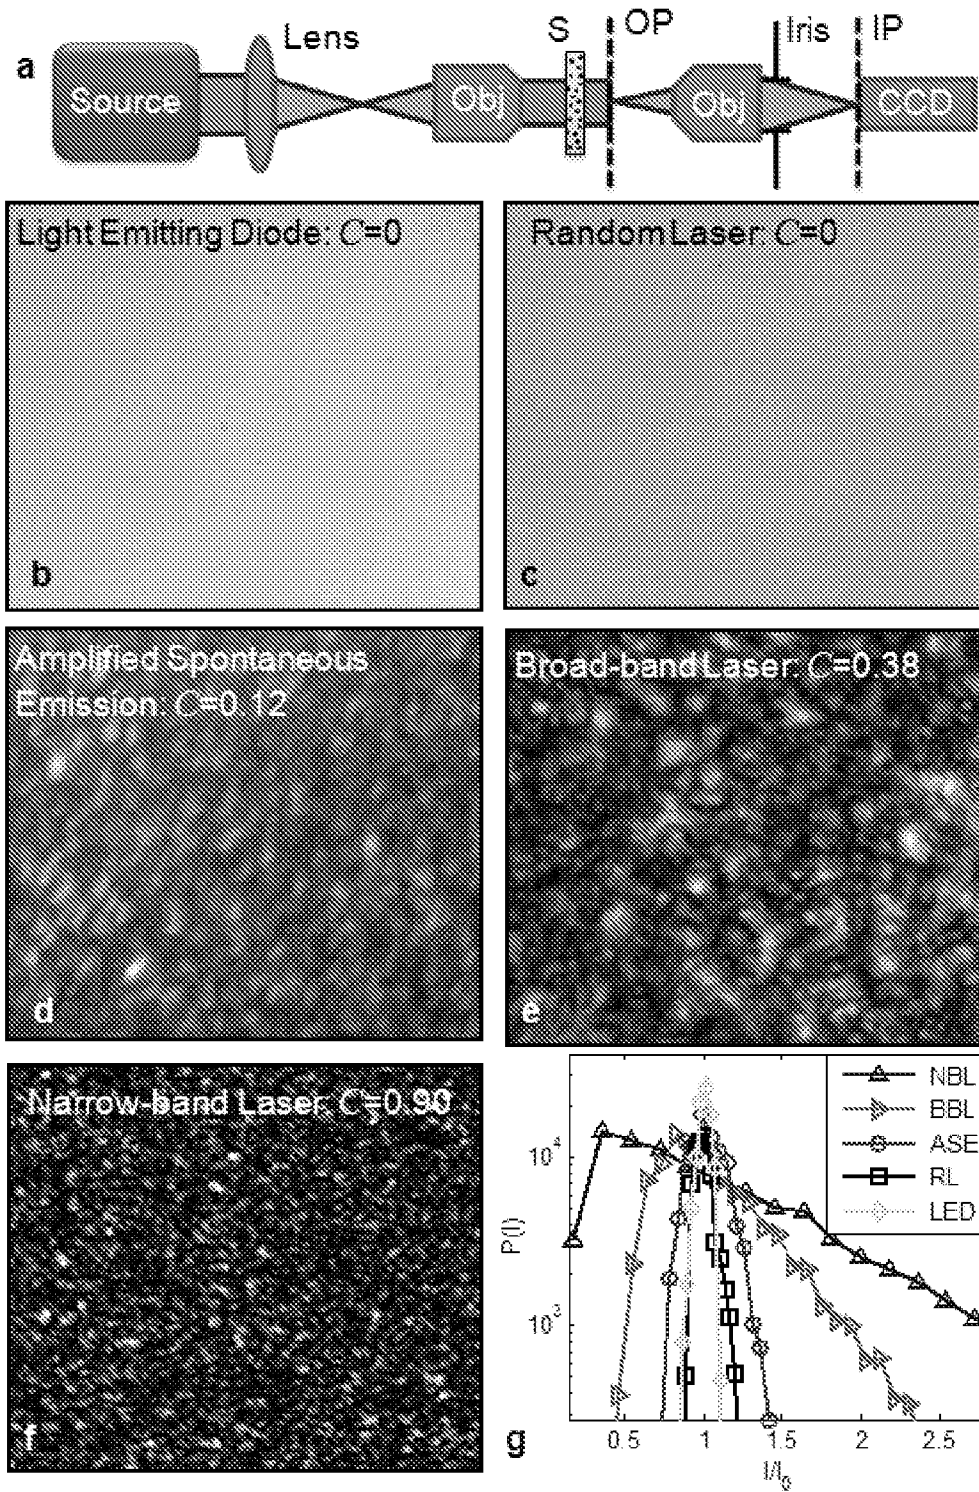 a
Source
Lens
Obj
S
OP
Obj
Iris
IP
CCD
Light Emitting Diode: C=0
b
Random Laser: C=0
c
Amplified Spontaneous
Emission: C=0.12
d
Broad-band Laser: C=0.38
e
Narrow-band Laser: C=0.90
f
g
NBL
BBL
ASE
RL
LED
P(I)
10⁴
10³
0.5
1
1.5
2
2.5
I/I₀